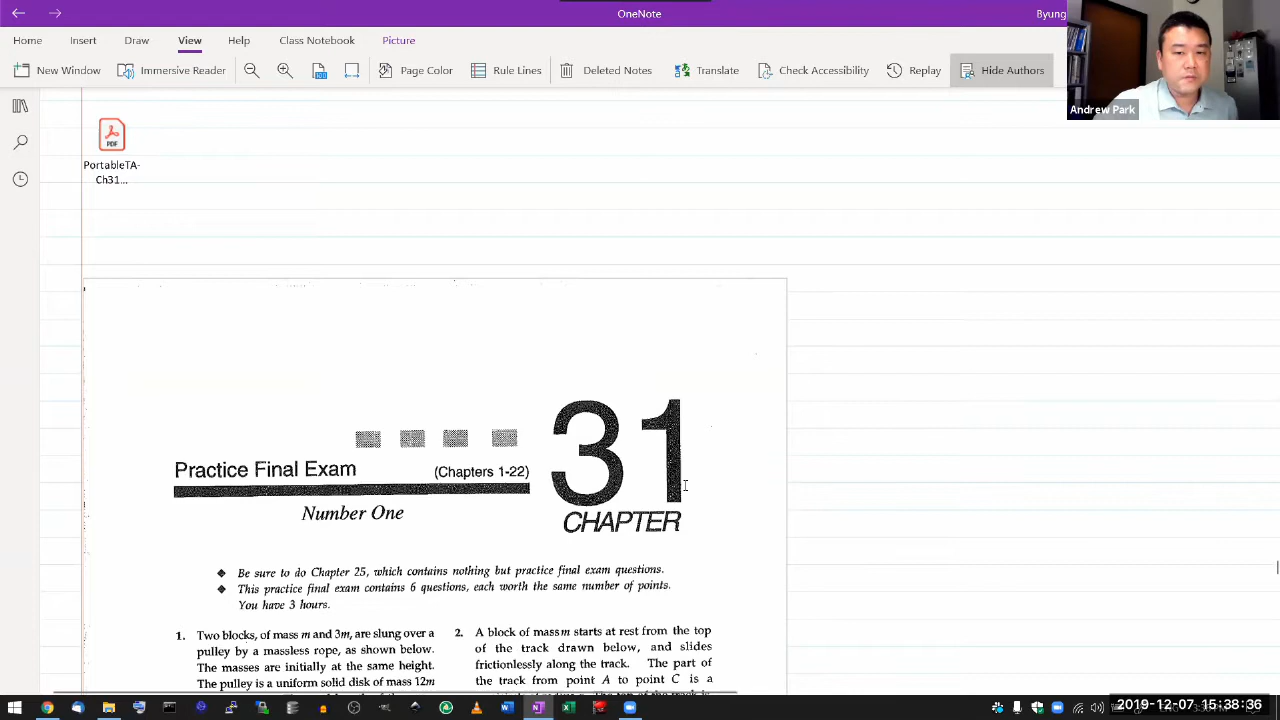 OneNote
Byung
Home Insert Draw View Help Class Notebook Picture
New Window Immersive Reader Page Color Rule Lines Deleted Notes Translate Check Accessibility Replay Hide Authors
Andrew Park
PDF
PortableTA-
Ch31...
31
Practice Final Exam (Chapters 1-22)
Number One
CHAPTER
❖ Be sure to do Chapter 25, which contains nothing but practice final exam questions.
❖ This practice final exam contains 6 questions, each worth the same number of points.
You have 3 hours.
1. Two blocks, of mass m and 3m, are slung over a
pulley by a massless rope, as shown below.
The masses are initially at the same height.
The pulley is a uniform solid disk of mass 12m
2. A block of mass m starts at rest from the top
of the track drawn below, and slides
frictionlessly along the track. The part of
the track from point A to point C is a
2019-12-07 15:38:36